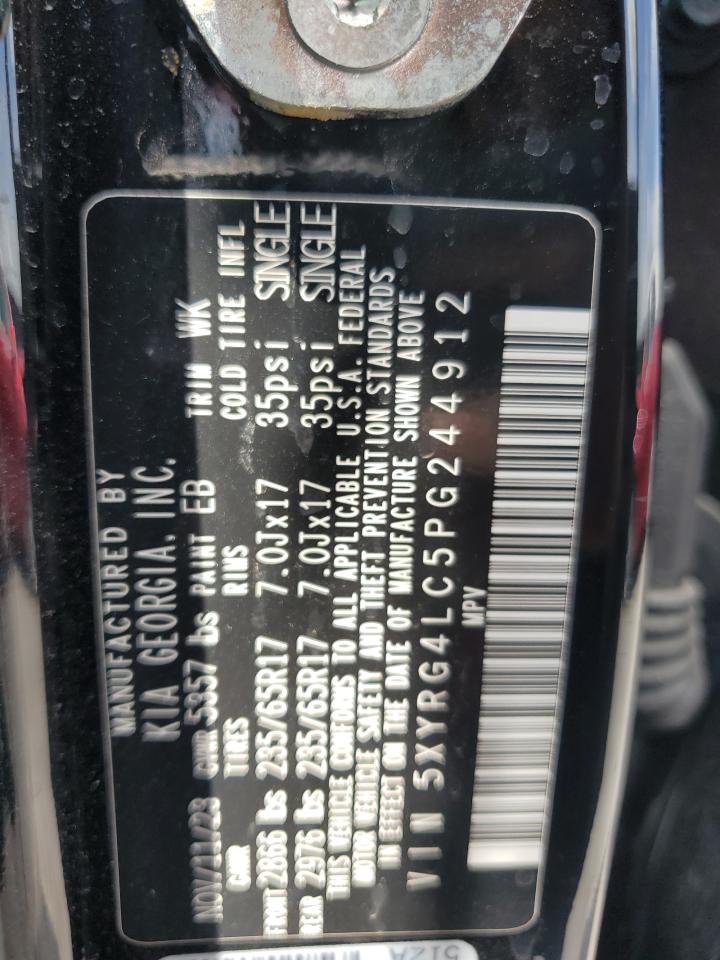 MANUFACTURED BY
KIA GEORGIA, INC.
NOV/11/23 GVWR 5357 lbs PAINT EB TRIM WK
GAWR TIRES RIMS COLD TIRE INFL
FRONT 2866 lbs 235/65R17 7.0Jx17 35psi SINGLE
REAR 2976 lbs 235/65R17 7.0Jx17 35psi SINGLE
THIS VEHICLE CONFORMS TO ALL APPLICABLE U.S.A. FEDERAL
MOTOR VEHICLE SAFETY AND THEFT PREVENTION STANDARDS
IN EFFECT ON THE DATE OF MANUFACTURE SHOWN ABOVE
VIN 5XYRG4LC5PG244912
MPV
51ZA